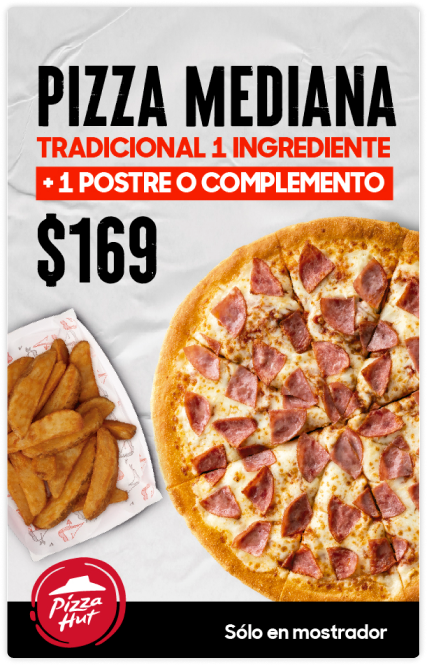 PIZZA MEDIANA
TRADICIONAL 1 INGREDIENTE
+ 1 POSTRE O COMPLEMENTO
$169
Pizza
Hut
Sólo en mostrador